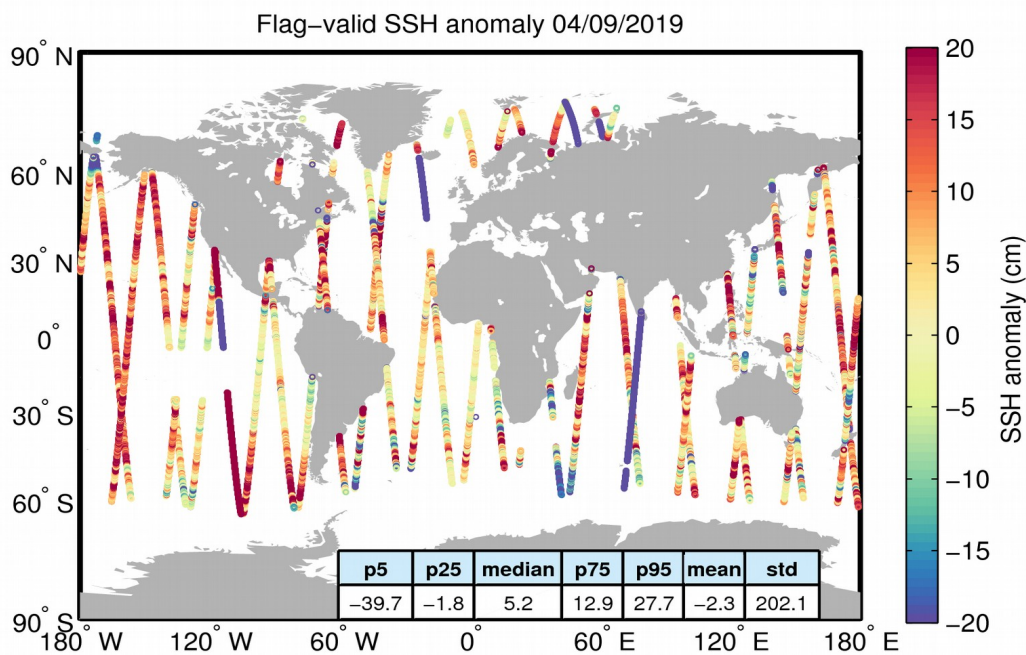 Flag−valid SSH anomaly 04/09/2019
90° N
60° N
30° N
0°
30° S
60° S
90° S
180° W
120° W
60° W
0°
60° E
120° E
180° E
p5 p25 median p75 p95 mean std
−39.7 −1.8 5.2 12.9 27.7 −2.3 202.1
20
15
10
5
0
−5
−10
−15
−20
SSH anomaly (cm)